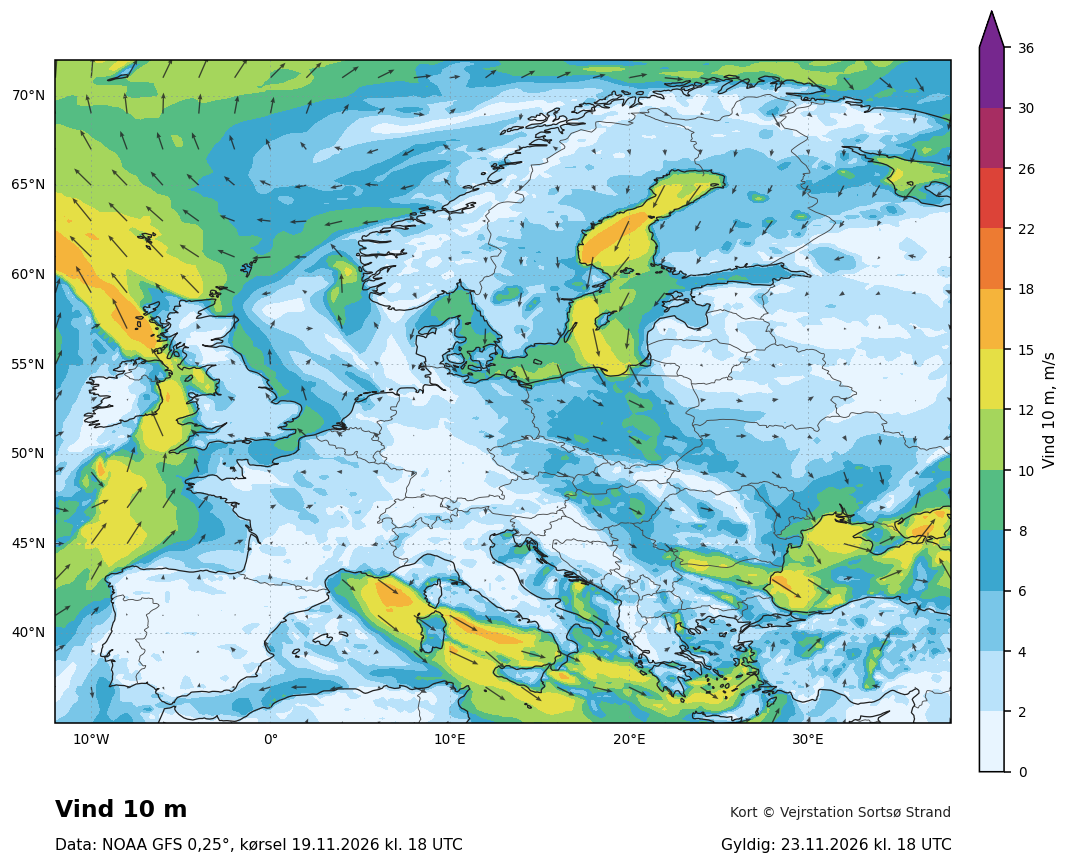 36
30
26
22
18
15
12
10
8
6
4
2
0
Vind 10 m, m/s
70°N
65°N
60°N
55°N
50°N
45°N
40°N
10°W
0°
10°E
20°E
30°E
Vind 10 m
Kort © Vejrstation Sortsø Strand
Data: NOAA GFS 0,25°, kørsel 19.11.2026 kl. 18 UTC
Gyldig: 23.11.2026 kl. 18 UTC